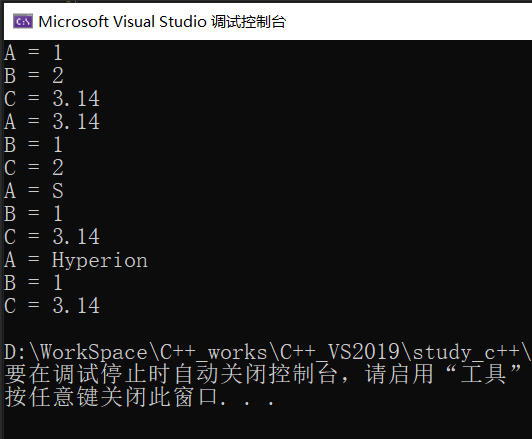 Microsoft Visual Studio 调试控制台
A = 1
B = 2
C = 3.14
A = 3.14
B = 1
C = 2
A = S
B = 1
C = 3.14
A = Hyperion
B = 1
C = 3.14
D:\WorkSpace\C++_works\C++_VS2019\study_c++\
要在调试停止时自动关闭控制台，请启用“工具”
按任意键关闭此窗口. . .